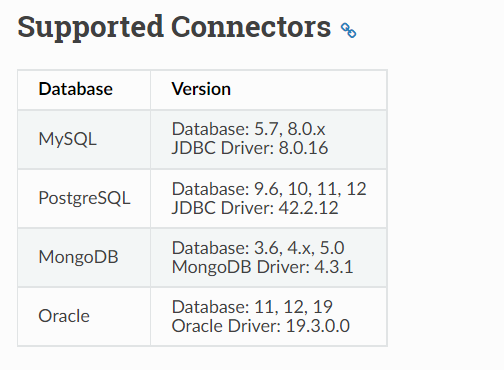 Supported Connectors
Database Version
MySQL Database: 5.7, 8.0.x
JDBC Driver: 8.0.16
PostgreSQL Database: 9.6, 10, 11, 12
JDBC Driver: 42.2.12
MongoDB Database: 3.6, 4.x, 5.0
MongoDB Driver: 4.3.1
Oracle Database: 11, 12, 19
Oracle Driver: 19.3.0.0